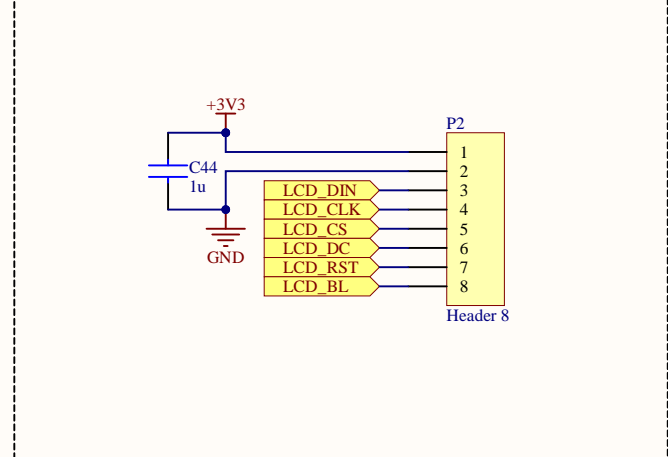 +3V3
P2
C44
1u
1
2
LCD_DIN 3
LCD_CLK 4
LCD_CS 5
LCD_DC 6
LCD_RST 7
LCD_BL 8
GND
Header 8